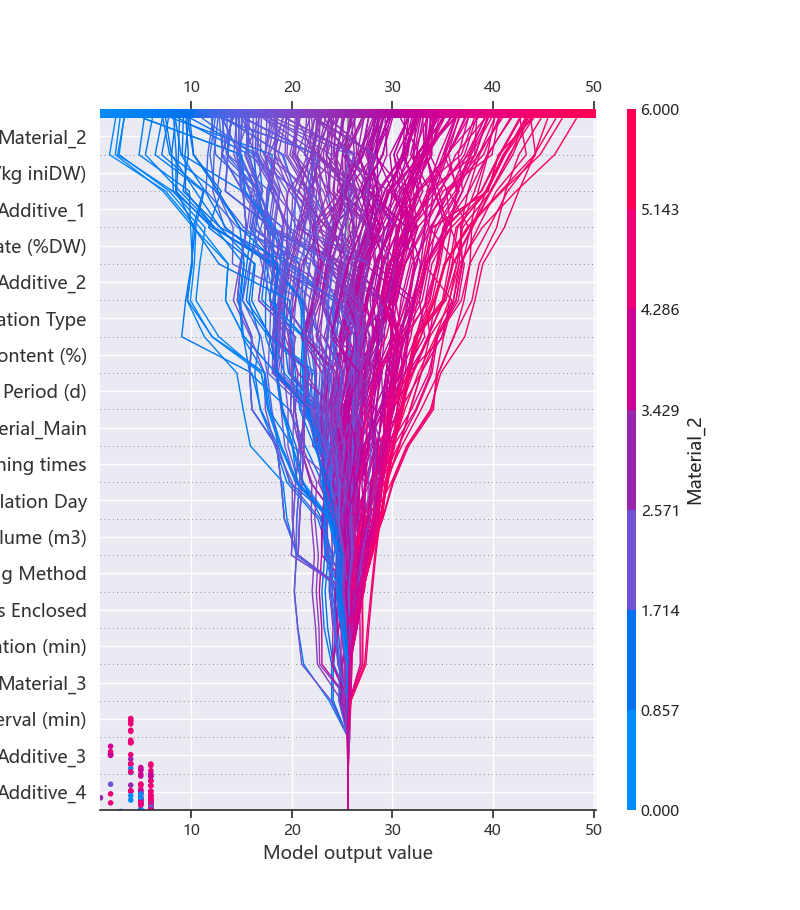 10 20 30 40 50
Material_2
/kg iniDW)
Additive_1
ate (%DW)
Additive_2
ation Type
ontent (%)
Period (d)
erial_Main
ning times
lation Day
lume (m3)
g Method
s Enclosed
ation (min)
Material_3
erval (min)
Additive_3
Additive_4
10 20 30 40 50
Model output value
6.000
5.143
4.286
3.429
2.571
1.714
0.857
0.000
Material_2